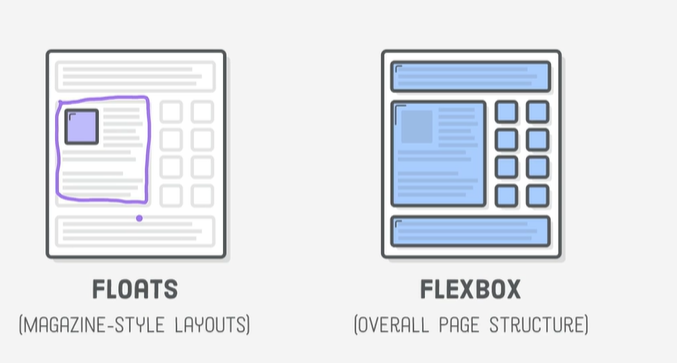 FLOATS
(MAGAZINE-STYLE LAYOUTS)
FLEXBOX
(OVERALL PAGE STRUCTURE)